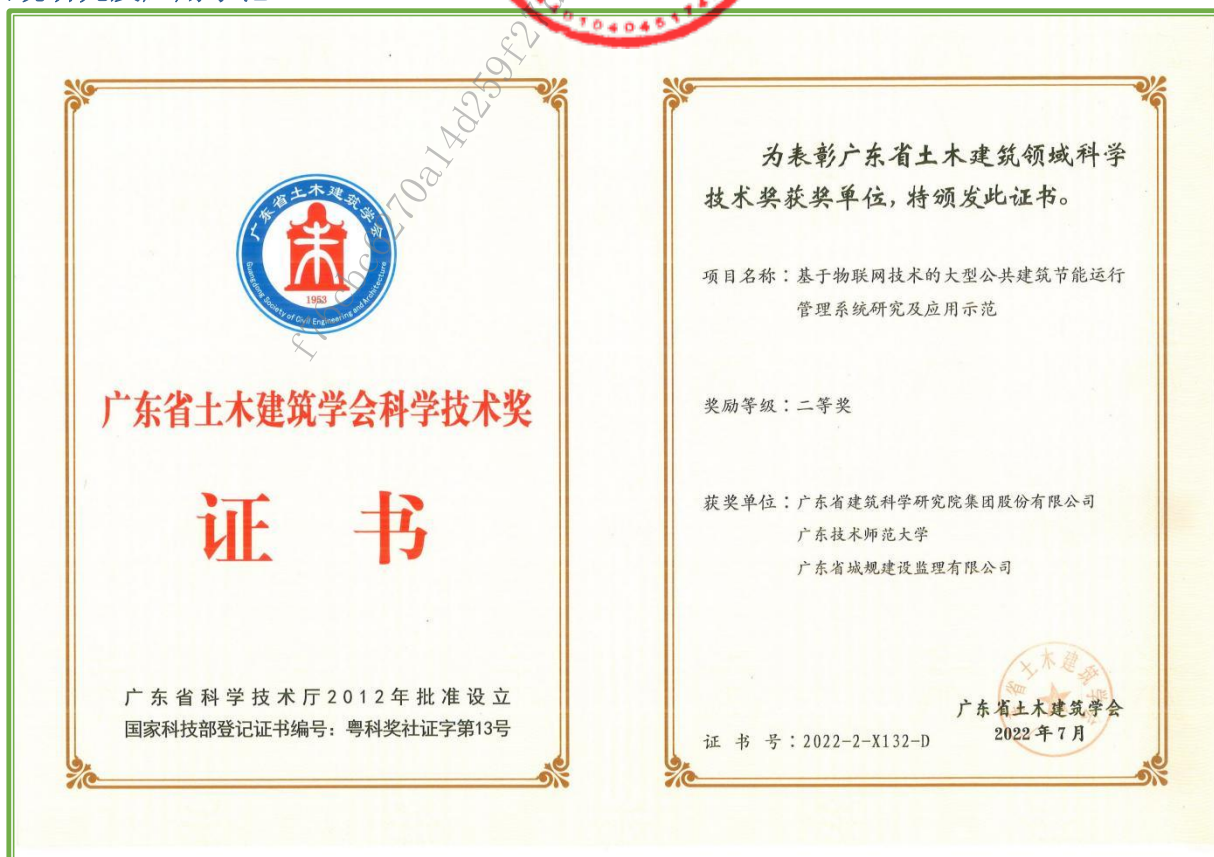 广东省土木建筑学会
1953
Guangdong Society of Civil Engineering and Architecture
广东省土木建筑学会科学技术奖
证 书
广东省科学技术厅2012年批准设立
国家科技部登记证书编号：粤科奖社证字第13号
为表彰广东省土木建筑领域科学
技术奖获奖单位，特颁发此证书。
项目名称：基于物联网技术的大型公共建筑节能运行
管理系统研究及应用示范
奖励等级：二等奖
获奖单位：广东省建筑科学研究院集团股份有限公司
广东技术师范大学
广东省城规建设监理有限公司
广东省土木建筑学会
2022年7月
证 书 号：2022-2-X132-D